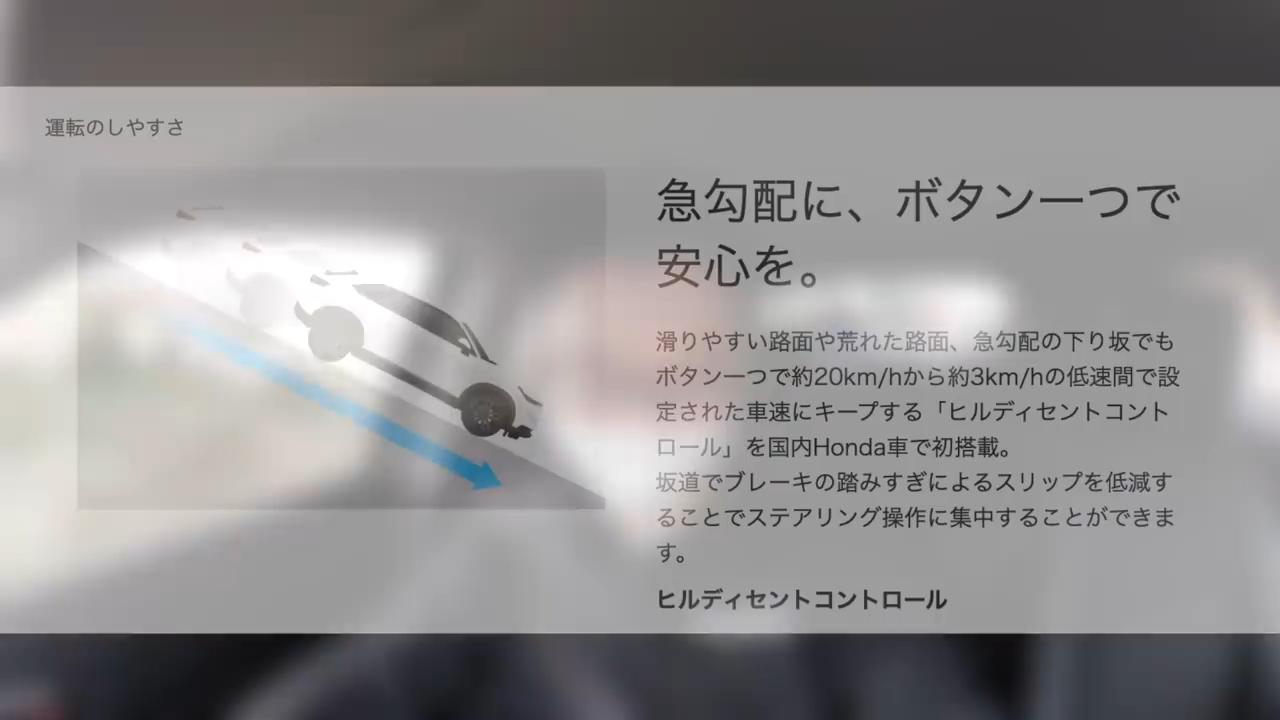 運転のしやすさ
急勾配に、ボタン一つで
安心を。
滑りやすい路面や荒れた路面、急勾配の下り坂でも
ボタン一つで約20km/hから約3km/hの低速間で設
定された車速にキープする「ヒルディセントコント
ロール」を国内Honda車で初搭載。
坂道でブレーキの踏みすぎによるスリップを低減す
ることでステアリング操作に集中することができま
す。
ヒルディセントコントロール